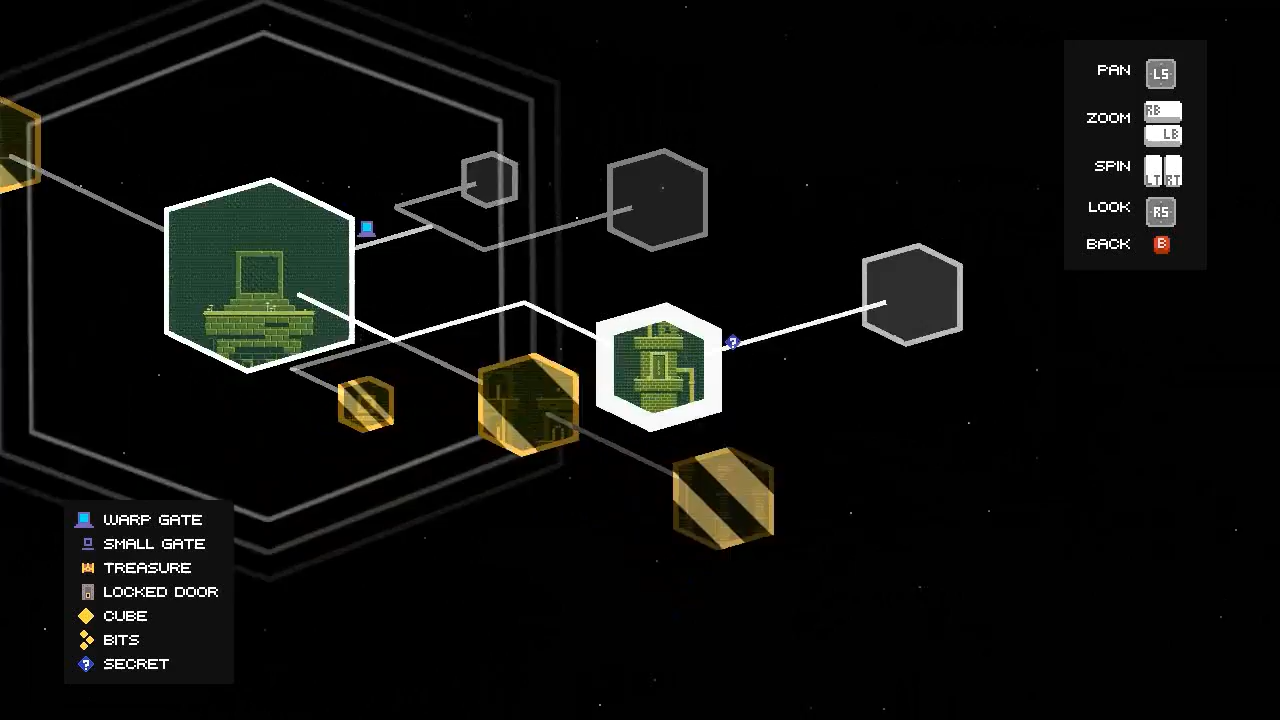 PAN LS
ZOOM RB
LB
SPIN LT RT
LOOK RS
BACK B
?
WARP GATE
SMALL GATE
TREASURE
LOCKED DOOR
CUBE
BITS
? SECRET